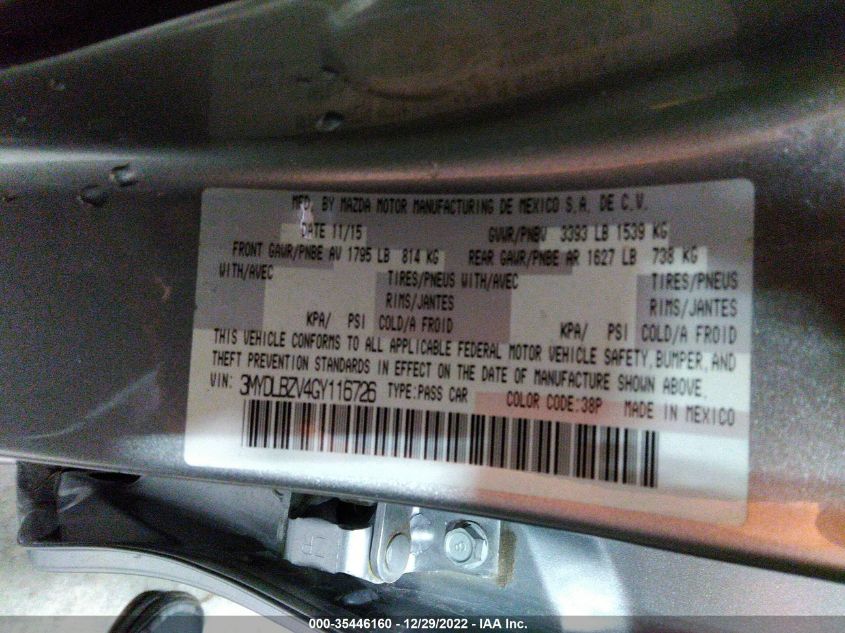 MFD. BY MAZDA MOTOR MANUFACTURING DE MEXICO S.A. DE C.V.
DATE 11/15 GVWR/PNBV 3393 LB 1539 KG
FRONT GAWR/PNBE AV 1795 LB 814 KG REAR GAWR/PNBE AR 1627 LB 738 KG
WITH/AVEC TIRES/PNEUS WITH/AVEC TIRES/PNEUS
RIMS/JANTES RIMS/JANTES
KPA/ PSI COLD/A FROID KPA/ PSI COLD/A FROID
THIS VEHICLE CONFORMS TO ALL APPLICABLE FEDERAL MOTOR VEHICLE SAFETY, BUMPER, AND
THEFT PREVENTION STANDARDS IN EFFECT ON THE DATE OF MANUFACTURE SHOWN ABOVE.
VIN: 3MYDLBZV4GY116726 TYPE:PASS CAR COLOR CODE:38P MADE IN MEXICO
000-35446160 - 12/29/2022 - IAA Inc.